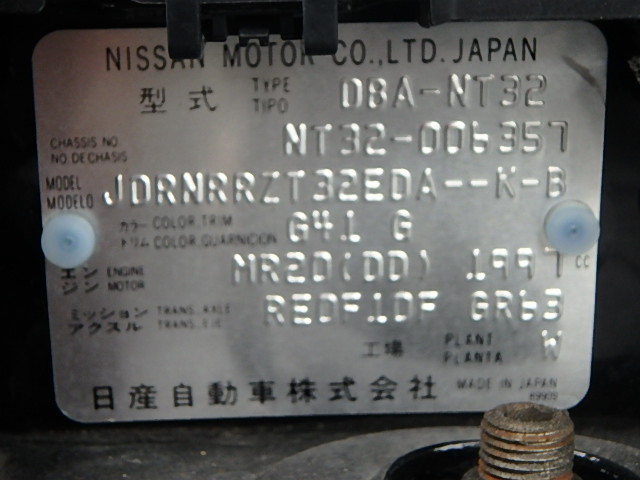 NISSAN MOTOR CO.,LTD. JAPAN
型式 TYPE TIPO DBA-NT32
CHASSIS NO. NO.DE CHASIS NT32-006357
MODEL MODELO JDRNRRZT32EDA--K-B
カラー COLOR,TRIM トリム COLOR,GUARNICION G41 G
エンジン ENGINE MOTOR MR20(DD) 1997 CC
ミッション アクスル TRANS.,AXLE TRANS.,EJE RE0F10F GR63
工場 PLANT PLANTA W
日産自動車株式会社 MADE IN JAPAN